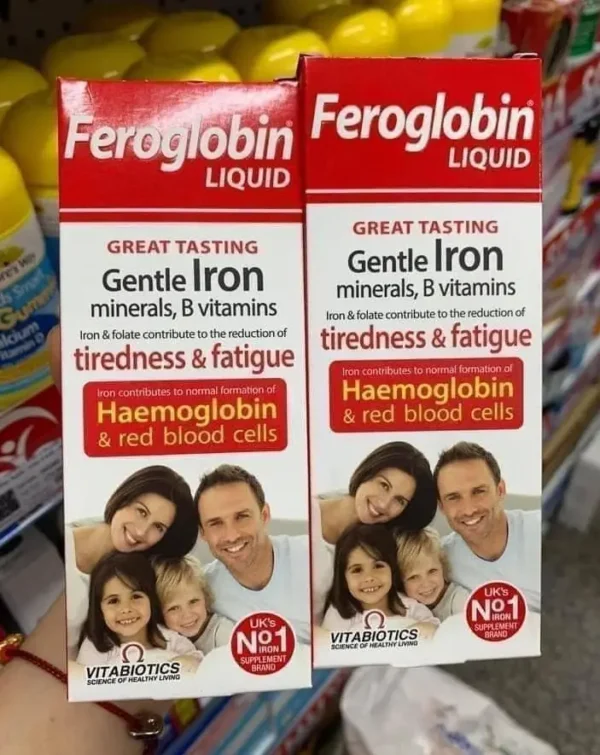 Feroglobin
LIQUID
GREAT TASTING
Gentle Iron
minerals, B vitamins
Iron & folate contribute to the reduction of
tiredness & fatigue
Iron contributes to normal formation of
Haemoglobin
& red blood cells
UK's
No1
IRON
SUPPLEMENT
BRAND
VITABIOTICS
SCIENCE OF HEALTHY LIVING
Feroglobin
LIQUID
GREAT TASTING
Gentle Iron
minerals, B vitamins
Iron & folate contribute to the reduction of
tiredness & fatigue
Iron contributes to normal formation of
Haemoglobin
& red blood cells
UK's
No1
IRON
SUPPLEMENT
BRAND
VITABIOTICS
SCIENCE OF HEALTHY LIVING